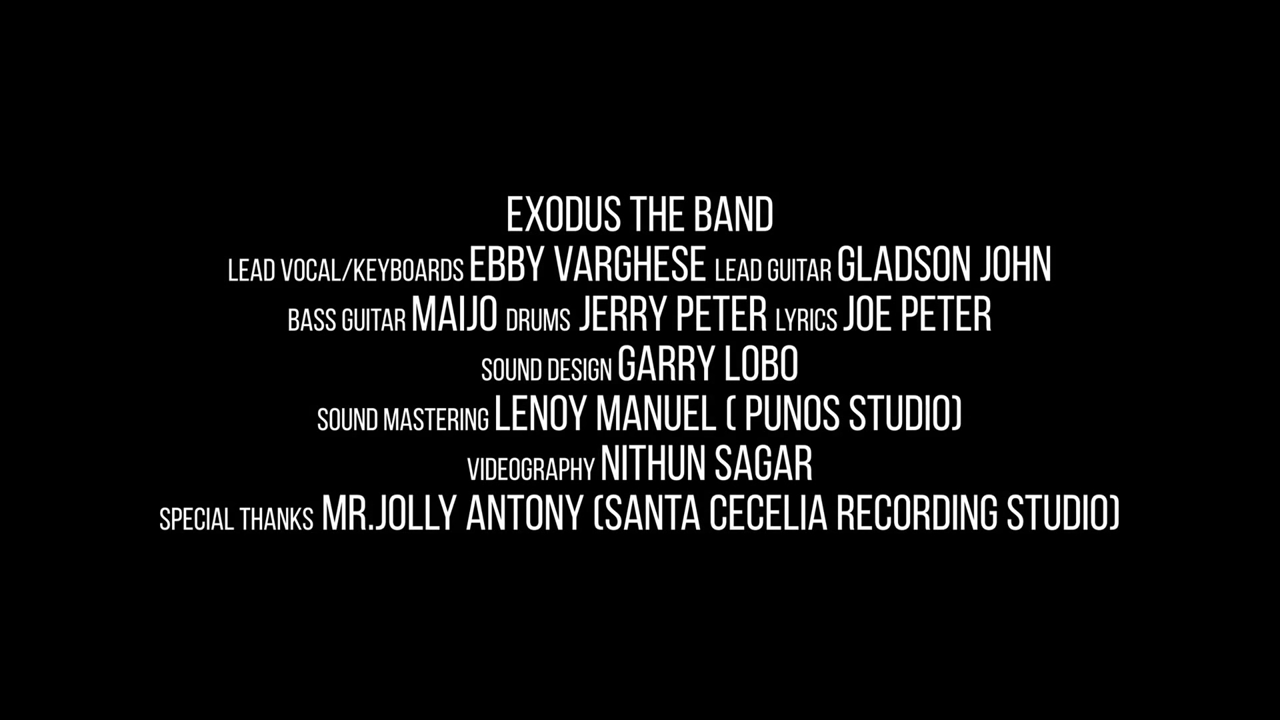 EXODUS THE BAND
LEAD VOCAL/KEYBOARDS EBBY VARGHESE LEAD GUITAR GLADSON JOHN
BASS GUITAR MAIJO DRUMS JERRY PETER LYRICS JOE PETER
SOUND DESIGN GARRY LOBO
SOUND MASTERING LENOY MANUEL ( PUNOS STUDIO)
VIDEOGRAPHY NITHUN SAGAR
SPECIAL THANKS MR.JOLLY ANTONY (SANTA CECELIA RECORDING STUDIO)